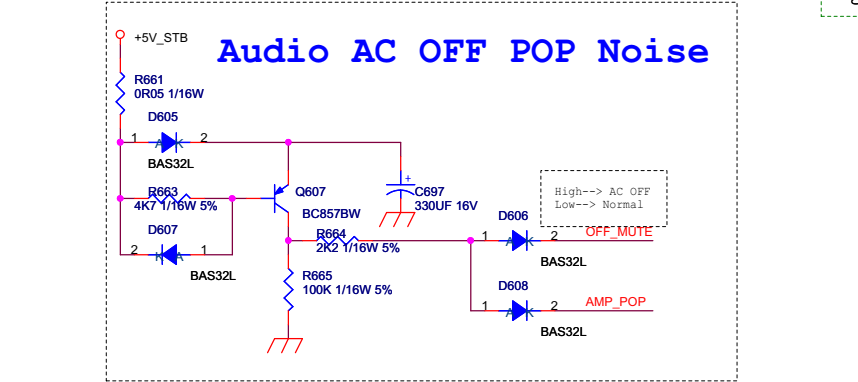 +5V_STB
Audio AC OFF POP Noise
R661
0R05 1/16W
D605
1 A K 2
BAS32L
R663
4K7 1/16W 5%
Q607
BC857BW
+
C697
330UF 16V
High--> AC OFF
Low--> Normal
D607
2 K A 1
BAS32L
R664
2K2 1/16W 5%
D606
1 A K 2
OFF_MUTE
BAS32L
R665
100K 1/16W 5%
D608
1 A K 2
AMP_POP
BAS32L